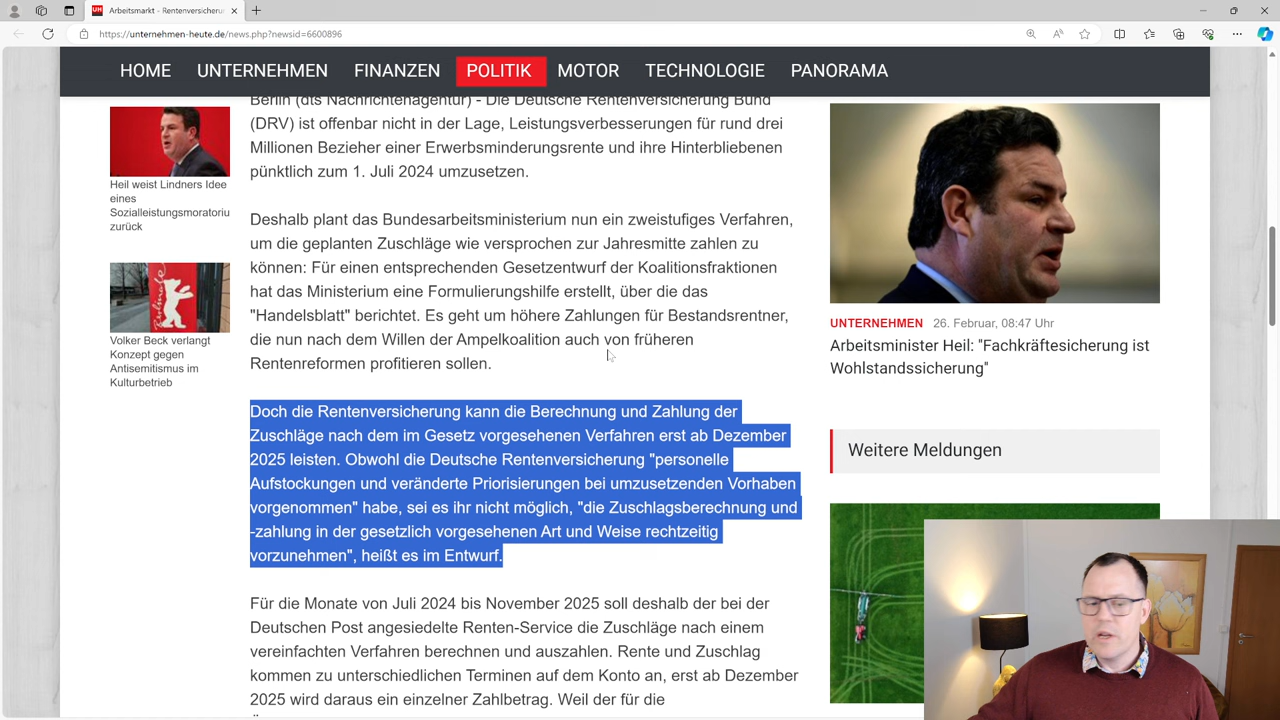 Arbeitsmarkt - Rentenversicheru
https://unternehmen-heute.de/news.php?newsid=6600896
HOME UNTERNEHMEN FINANZEN POLITIK MOTOR TECHNOLOGIE PANORAMA
Heil weist Lindners Idee
eines
Sozialleistungsmoratoriu
zurück
Volker Beck verlangt
Konzept gegen
Antisemitismus im
Kulturbetrieb
Berlin (dts Nachrichtenagentur) - Die Deutsche Rentenversicherung Bund
(DRV) ist offenbar nicht in der Lage, Leistungsverbesserungen für rund drei
Millionen Bezieher einer Erwerbsminderungsrente und ihre Hinterbliebenen
pünktlich zum 1. Juli 2024 umzusetzen.
Deshalb plant das Bundesarbeitsministerium nun ein zweistufiges Verfahren,
um die geplanten Zuschläge wie versprochen zur Jahresmitte zahlen zu
können: Für einen entsprechenden Gesetzentwurf der Koalitionsfraktionen
hat das Ministerium eine Formulierungshilfe erstellt, über die das
"Handelsblatt" berichtet. Es geht um höhere Zahlungen für Bestandsrentner,
die nun nach dem Willen der Ampelkoalition auch von früheren
Rentenreformen profitieren sollen.
Doch die Rentenversicherung kann die Berechnung und Zahlung der
Zuschläge nach dem im Gesetz vorgesehenen Verfahren erst ab Dezember
2025 leisten. Obwohl die Deutsche Rentenversicherung "personelle
Aufstockungen und veränderte Priorisierungen bei umzusetzenden Vorhaben
vorgenommen" habe, sei es ihr nicht möglich, "die Zuschlagsberechnung und
-zahlung in der gesetzlich vorgesehenen Art und Weise rechtzeitig
vorzunehmen", heißt es im Entwurf.
Für die Monate von Juli 2024 bis November 2025 soll deshalb der bei der
Deutschen Post angesiedelte Renten-Service die Zuschläge nach einem
vereinfachten Verfahren berechnen und auszahlen. Rente und Zuschlag
kommen zu unterschiedlichen Terminen auf dem Konto an, erst ab Dezember
2025 wird daraus ein einzelner Zahlbetrag. Weil der für die
UNTERNEHMEN 26. Februar, 08:47 Uhr
Arbeitsminister Heil: "Fachkräftesicherung ist
Wohlstandssicherung"
Weitere Meldungen